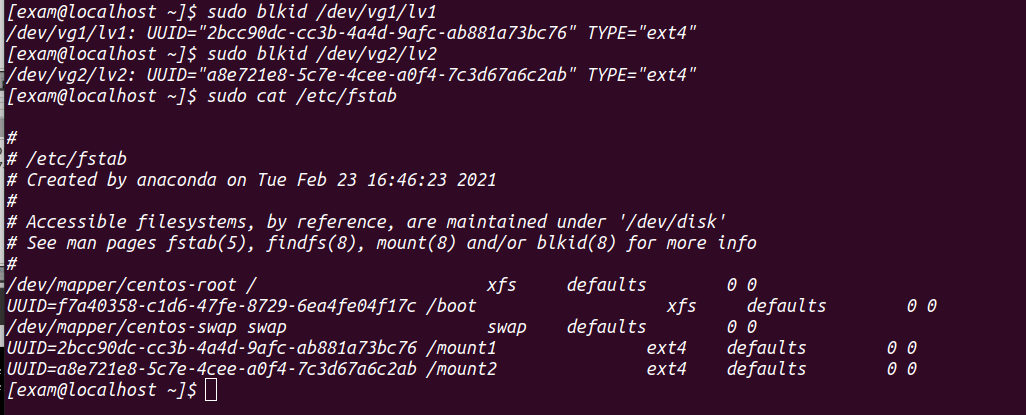 [exam@localhost ~]$ sudo blkid /dev/vg1/lv1
/dev/vg1/lv1: UUID="2bcc90dc-cc3b-4a4d-9afc-ab881a73bc76" TYPE="ext4"
[exam@localhost ~]$ sudo blkid /dev/vg2/lv2
/dev/vg2/lv2: UUID="a8e721e8-5c7e-4cee-a0f4-7c3d67a6c2ab" TYPE="ext4"
[exam@localhost ~]$ sudo cat /etc/fstab
#
# /etc/fstab
# Created by anaconda on Tue Feb 23 16:46:23 2021
#
# Accessible filesystems, by reference, are maintained under '/dev/disk'
# See man pages fstab(5), findfs(8), mount(8) and/or blkid(8) for more info
#
/dev/mapper/centos-root /                       xfs     defaults        0 0
UUID=f7a40358-c1d6-47fe-8729-6ea4fe04f17c /boot                   xfs     defaults        0 0
/dev/mapper/centos-swap swap                    swap    defaults        0 0
UUID=2bcc90dc-cc3b-4a4d-9afc-ab881a73bc76 /mount1               ext4    defaults        0 0
UUID=a8e721e8-5c7e-4cee-a0f4-7c3d67a6c2ab /mount2               ext4    defaults        0 0
[exam@localhost ~]$